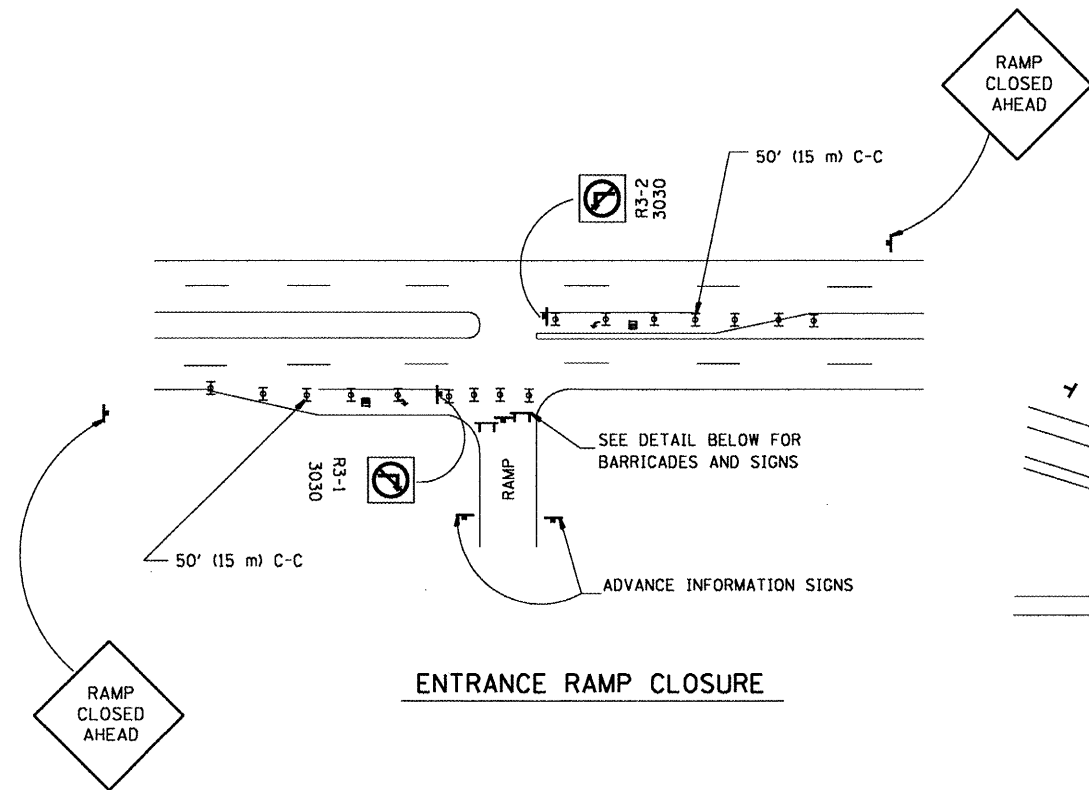 RAMP
CLOSED
AHEAD
50' (15 m) C-C
R3-2
3030
SEE DETAIL BELOW FOR
BARRICADES AND SIGNS
RAMP
R3-1
3030
50' (15 m) C-C
ADVANCE INFORMATION SIGNS
ENTRANCE RAMP CLOSURE
RAMP
CLOSED
AHEAD